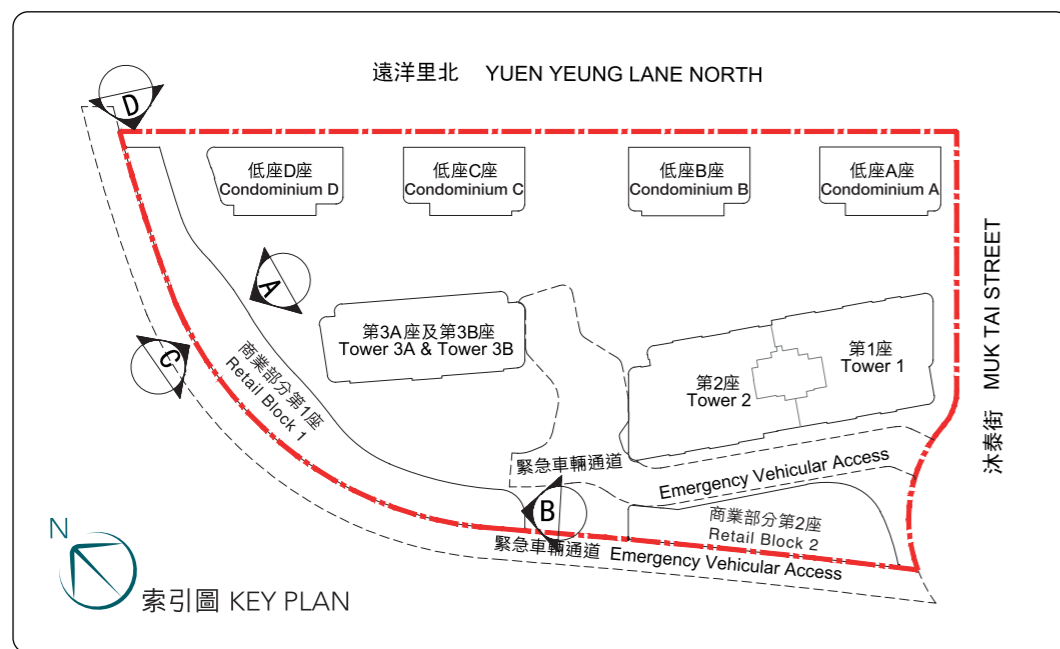 遠洋里北 YUEN YEUNG LANE NORTH
D
低座D座
Condominium D
低座C座
Condominium C
低座B座
Condominium B
低座A座
Condominium A
沐泰街 MUK TAI STREET
A
C
第3A座及第3B座
Tower 3A & Tower 3B
第1座
Tower 1
第2座
Tower 2
商業部分第1座
Retail Block 1
緊急車輛通道
Emergency Vehicular Access
B
商業部分第2座
Retail Block 2
緊急車輛通道 Emergency Vehicular Access
N
索引圖 KEY PLAN